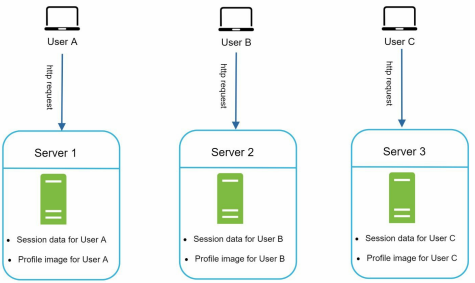 User A
User B
User C
http request
http request
http request
Server 1
Server 2
Server 3
• Session data for User A
• Profile image for User A
• Session data for User B
• Profile image for User B
• Session data for User C
• Profile image for User C